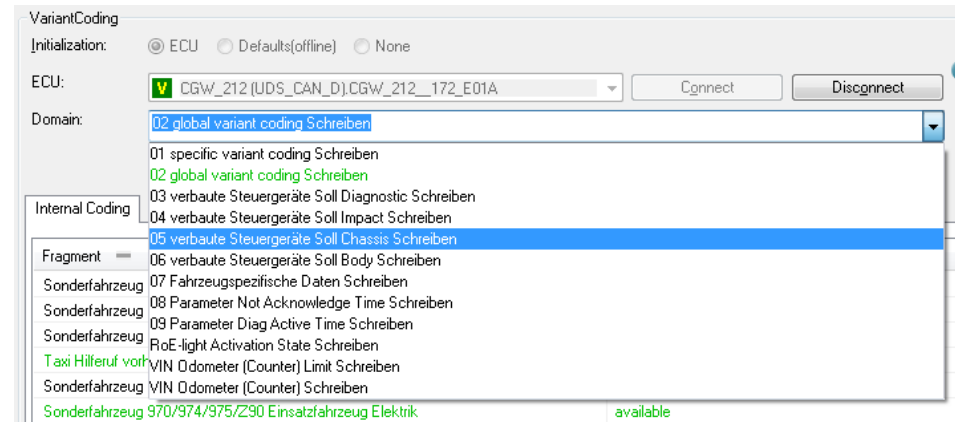 VariantCoding
Initialization: ECU Defaults(offline) None
ECU: V CGW_212 (UDS_CAN_D).CGW_212__172_E01A Connect Disconnect
Domain: 02 global variant coding Schreiben
01 specific variant coding Schreiben
02 global variant coding Schreiben
03 verbaute Steuergeräte Soll Diagnostic Schreiben
Internal Coding
04 verbaute Steuergeräte Soll Impact Schreiben
05 verbaute Steuergeräte Soll Chassis Schreiben
Fragment
06 verbaute Steuergeräte Soll Body Schreiben
Sonderfahrzeug
07 Fahrzeugspezifische Daten Schreiben
Sonderfahrzeug
08 Parameter Not Acknowledge Time Schreiben
Sonderfahrzeug
09 Parameter Diag Active Time Schreiben
RoE-light Activation State Schreiben
Taxi Hilferuf vorh
VIN Odometer (Counter) Limit Schreiben
Sonderfahrzeug
VIN Odometer (Counter) Schreiben
Sonderfahrzeug 970/974/975/Z90 Einsatzfahrzeug Elektrik available